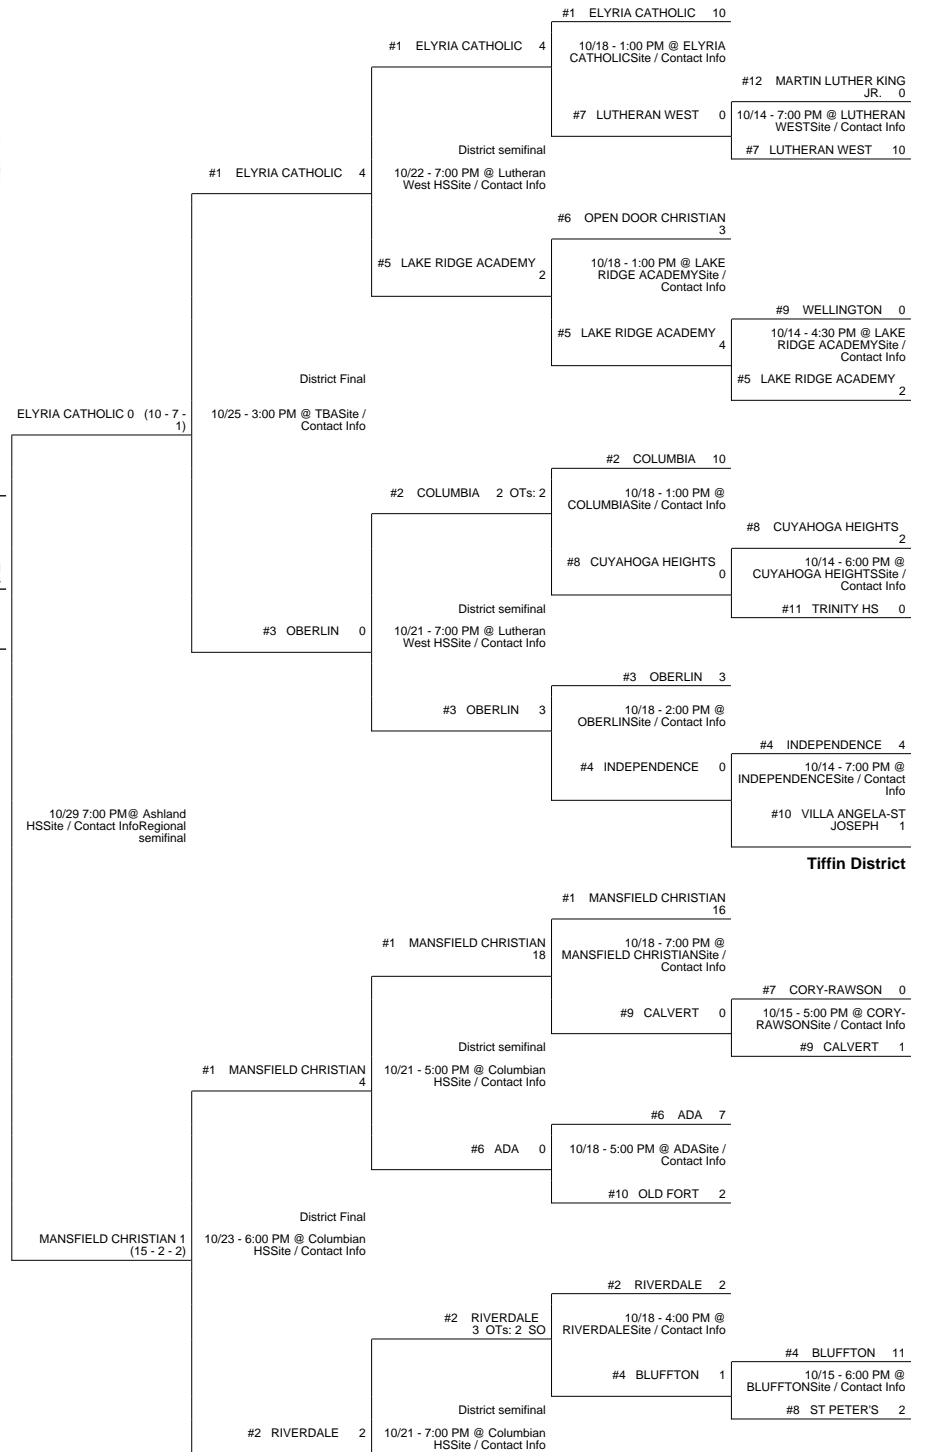 #1 ELYRIA CATHOLIC 10
#1 ELYRIA CATHOLIC 4
10/18 - 1:00 PM @ ELYRIA
CATHOLICSite / Contact Info
#12 MARTIN LUTHER KING
JR. 0
#7 LUTHERAN WEST 0
10/14 - 7:00 PM @ LUTHERAN
WESTSite / Contact Info
#7 LUTHERAN WEST 10
District semifinal
#1 ELYRIA CATHOLIC 4
10/22 - 7:00 PM @ Lutheran
West HSSite / Contact Info
#6 OPEN DOOR CHRISTIAN
3
#5 LAKE RIDGE ACADEMY
2
10/18 - 1:00 PM @ LAKE
RIDGE ACADEMYSite /
Contact Info
#9 WELLINGTON 0
#5 LAKE RIDGE ACADEMY
4
10/14 - 4:30 PM @ LAKE
RIDGE ACADEMYSite /
Contact Info
#5 LAKE RIDGE ACADEMY
2
District Final
ELYRIA CATHOLIC 0 (10 - 7 -
1)
10/25 - 3:00 PM @ TBASite /
Contact Info
#2 COLUMBIA 10
#2 COLUMBIA 2 OTs: 2
10/18 - 1:00 PM @
COLUMBIASite / Contact Info
#8 CUYAHOGA HEIGHTS
2
#8 CUYAHOGA HEIGHTS
0
10/14 - 6:00 PM @
CUYAHOGA HEIGHTSSite /
Contact Info
#11 TRINITY HS 0
District semifinal
#3 OBERLIN 0
10/21 - 7:00 PM @ Lutheran
West HSSite / Contact Info
#3 OBERLIN 3
#3 OBERLIN 3
10/18 - 2:00 PM @
OBERLINSite / Contact Info
#4 INDEPENDENCE 4
#4 INDEPENDENCE 0
10/14 - 7:00 PM @
INDEPENDENCESite / Contact
Info
#10 VILLA ANGELA-ST
JOSEPH 1
10/29 7:00 PM@ Ashland
HSSite / Contact InfoRegional
semifinal
Tiffin District
#1 MANSFIELD CHRISTIAN
16
#1 MANSFIELD CHRISTIAN
18
10/18 - 7:00 PM @
MANSFIELD CHRISTIANSite /
Contact Info
#7 CORY-RAWSON 0
#9 CALVERT 0
10/15 - 5:00 PM @ CORY-
RAWSONSite / Contact Info
#9 CALVERT 1
District semifinal
#1 MANSFIELD CHRISTIAN
4
10/21 - 5:00 PM @ Columbian
HSSite / Contact Info
#6 ADA 7
#6 ADA 0
10/18 - 5:00 PM @ ADASite /
Contact Info
#10 OLD FORT 2
District Final
MANSFIELD CHRISTIAN 1
(15 - 2 - 2)
10/23 - 6:00 PM @ Columbian
HSSite / Contact Info
#2 RIVERDALE 2
#2 RIVERDALE
3 OTs: 2 SO
10/18 - 4:00 PM @
RIVERDALESite / Contact Info
#4 BLUFFTON 11
#4 BLUFFTON 1
10/15 - 6:00 PM @
BLUFFTONSite / Contact Info
#8 ST PETER'S 2
District semifinal
#2 RIVERDALE 2
10/21 - 7:00 PM @ Columbian
HSSite / Contact Info